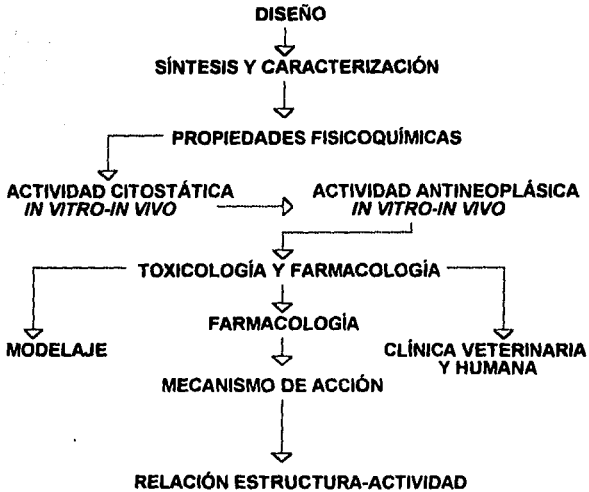 DISEÑO
SÍNTESIS Y CARACTERIZACIÓN
PROPIEDADES FISICOQUÍMICAS
ACTIVIDAD CITOSTÁTICA
IN VITRO-IN VIVO
ACTIVIDAD ANTINEOPLÁSICA
IN VITRO-IN VIVO
TOXICOLOGÍA Y FARMACOLOGÍA
FARMACOLOGÍA
MODELAJE
CLÍNICA VETERINARIA
Y HUMANA
MECANISMO DE ACCIÓN
RELACIÓN ESTRUCTURA-ACTIVIDAD